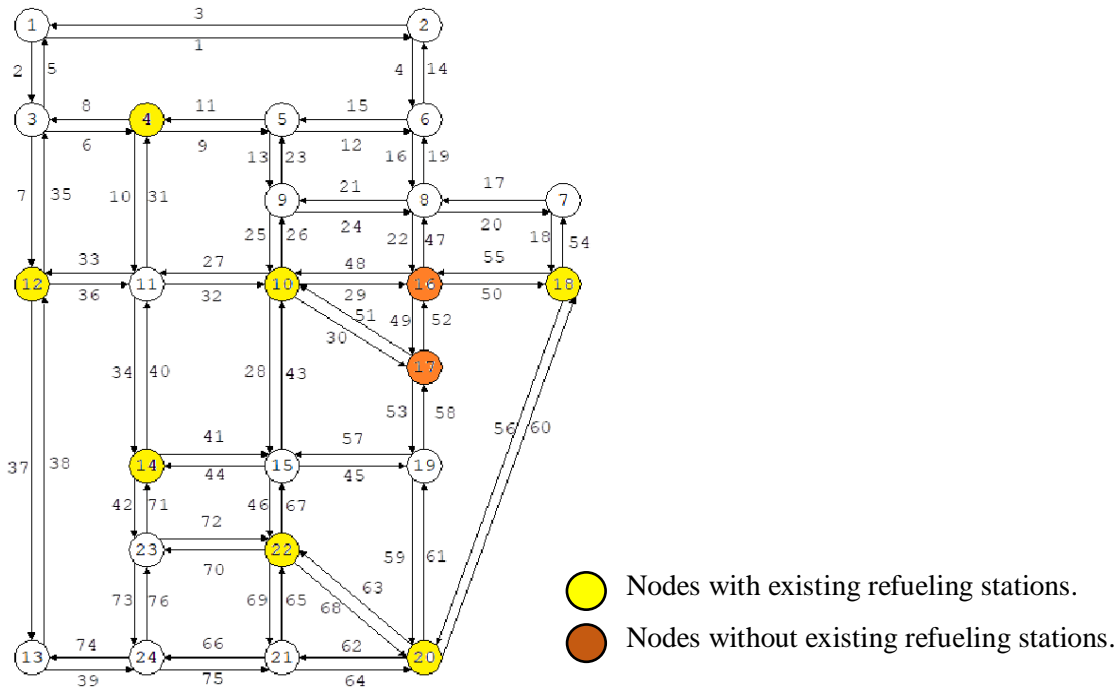 3
1 2
1
2 5 4 14
8 11 15
3 4 5 6
6 9 12
13 23 16 19
17
7 35 10 31 21
9 8 7
24 20
25 26 22 47 18 54
33 27 48 55
12 11 10 16 18
36 32 29 50
51 49 52
30
17
34 40 28 43
53 58 56 60
41 57
37 38
14 15 19
44 45
42 71 46 67
72
23 22
70 59 61
63
73 76 69 65 68
Nodes with existing refueling stations.
74 66 62
13 24 21 20
Nodes without existing refueling stations.
39 75 64